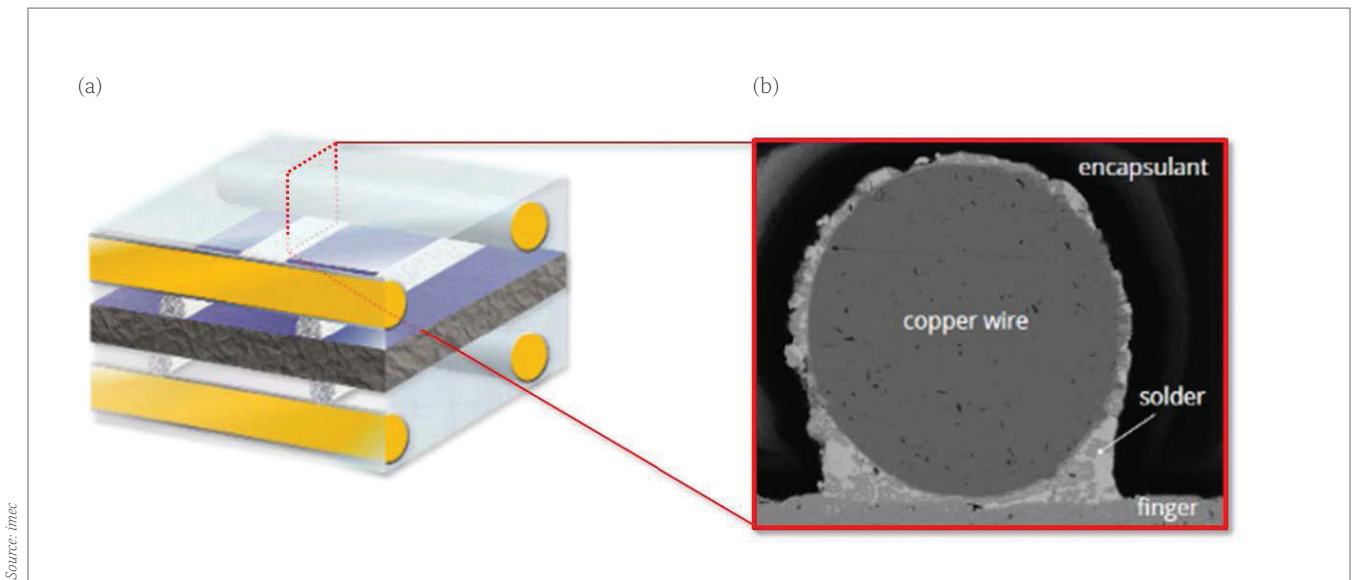 (a)
(b)
encapsulant
copper wire
solder
finger
Source: imec